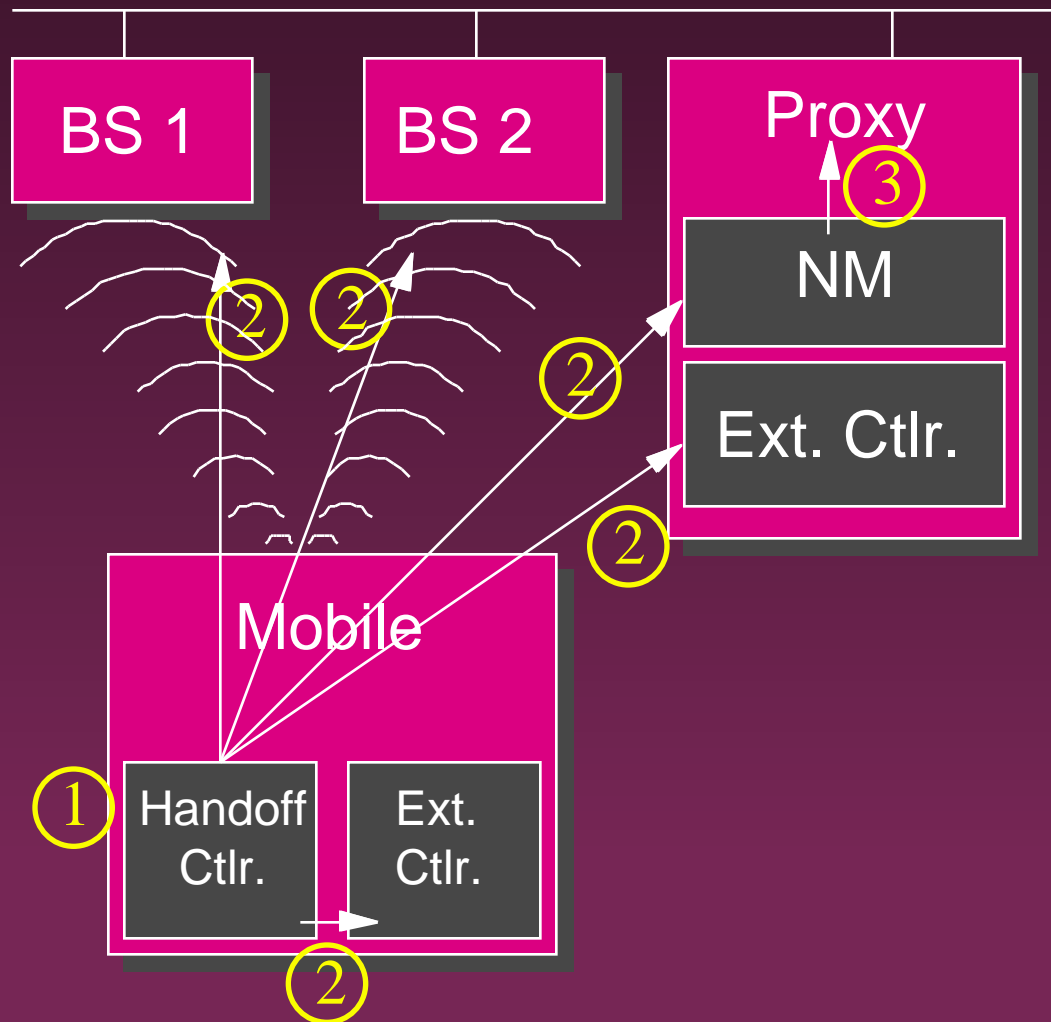 BS 1
BS 2
Proxy
3
NM
2
2
2
Ext. Ctlr.
2
Mobile
1
Handoff
Ctlr.
Ext.
Ctlr.
2